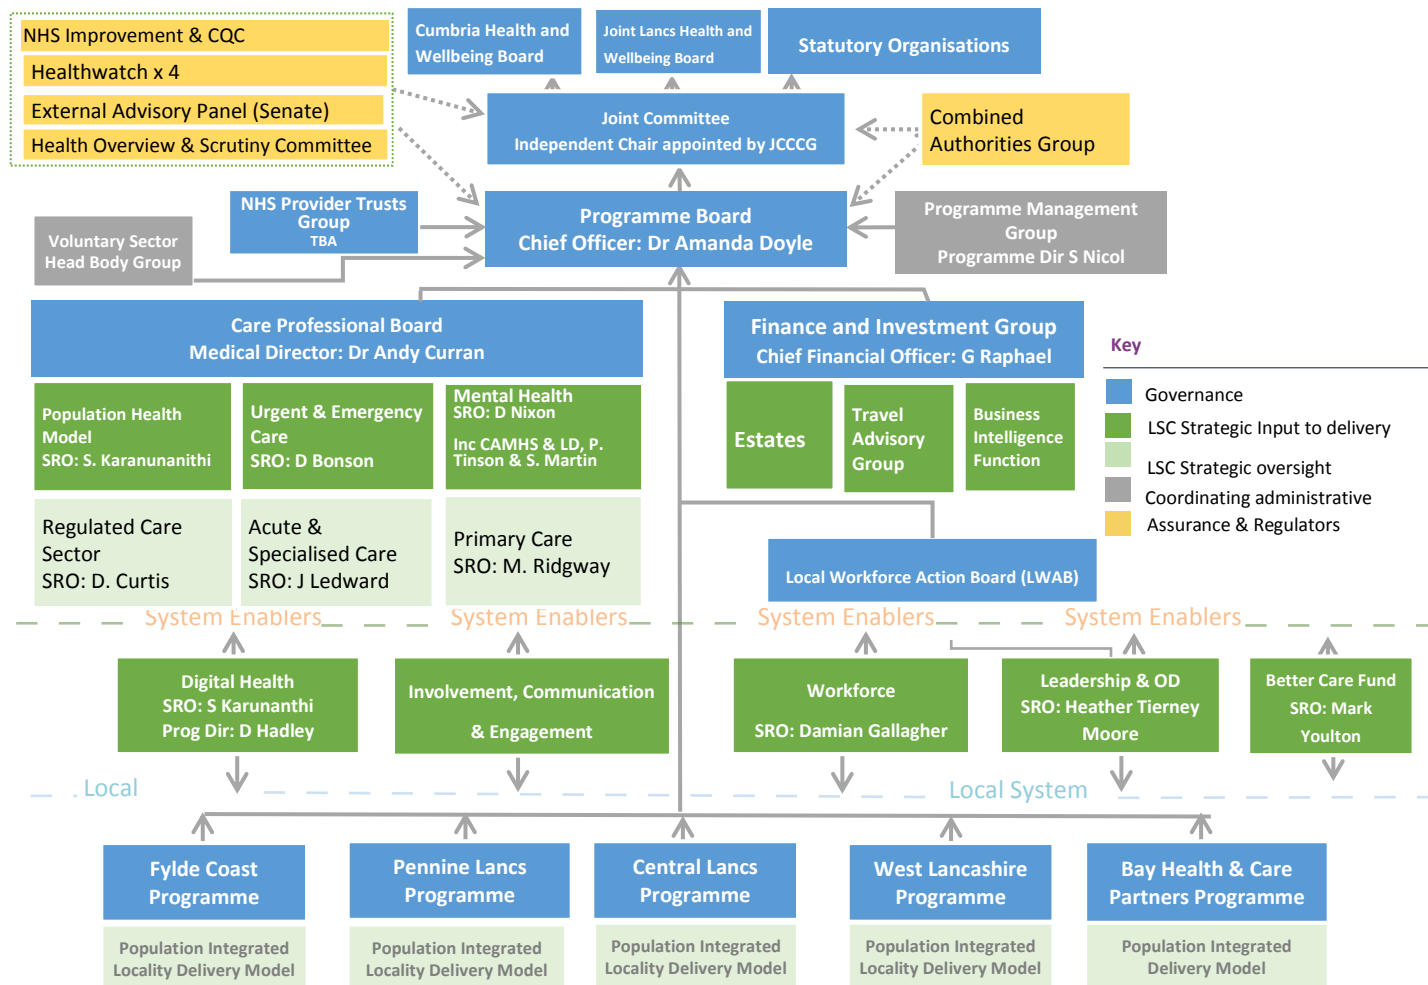 NHS Improvement & CQC
Healthwatch x 4
External Advisory Panel (Senate)
Health Overview & Scrutiny Committee
Cumbria Health and
Wellbeing Board
Joint Lancs Health and
Wellbeing Board
Statutory Organisations
Joint Committee
Independent Chair appointed by JCCCG
Combined
Authorities Group
NHS Provider Trusts
Group
TBA
Voluntary Sector
Head Body Group
Programme Board
Chief Officer: Dr Amanda Doyle
Programme Management
Group
Programme Dir S Nicol
Care Professional Board
Medical Director: Dr Andy Curran
Finance and Investment Group
Chief Financial Officer: G Raphael
Key
Governance
LSC Strategic Input to delivery
LSC Strategic oversight
Coordinating administrative
Assurance & Regulators
Population Health
Model
SRO: S. Karanunanithi
Urgent & Emergency
Care
SRO: D Bonson
Mental Health
SRO: D Nixon
Inc CAMHS & LD, P.
Tinson & S. Martin
Estates
Travel
Advisory
Group
Business
Intelligence
Function
Regulated Care
Sector
SRO: D. Curtis
Acute &
Specialised Care
SRO: J Ledward
Primary Care
SRO: M. Ridgway
Local Workforce Action Board (LWAB)
System Enablers
System Enablers
System Enablers
System Enablers
Digital Health
SRO: S Karunanthi
Prog Dir: D Hadley
Involvement, Communication
& Engagement
Workforce
SRO: Damian Gallagher
Leadership & OD
SRO: Heather Tierney
Moore
Better Care Fund
SRO: Mark
Youlton
Local
Local System
Fylde Coast
Programme
Pennine Lancs
Programme
Central Lancs
Programme
West Lancashire
Programme
Bay Health & Care
Partners Programme
Population Integrated
Locality Delivery Model
Population Integrated
Locality Delivery Model
Population Integrated
Locality Delivery Model
Population Integrated
Locality Delivery Model
Population Integrated
Delivery Model